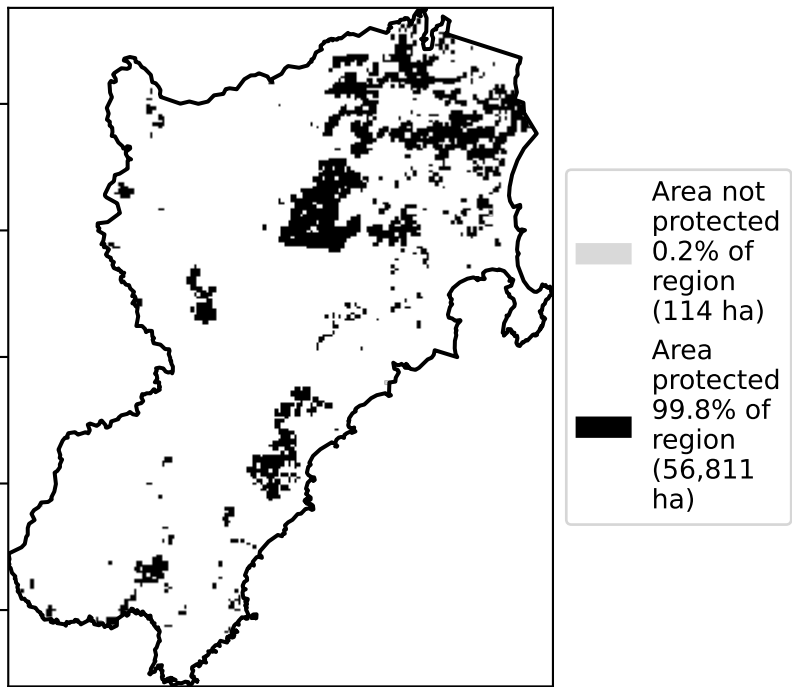 Area not
protected
0.2% of
region
(114 ha)
Area
protected
99.8% of
region
(56,811
ha)